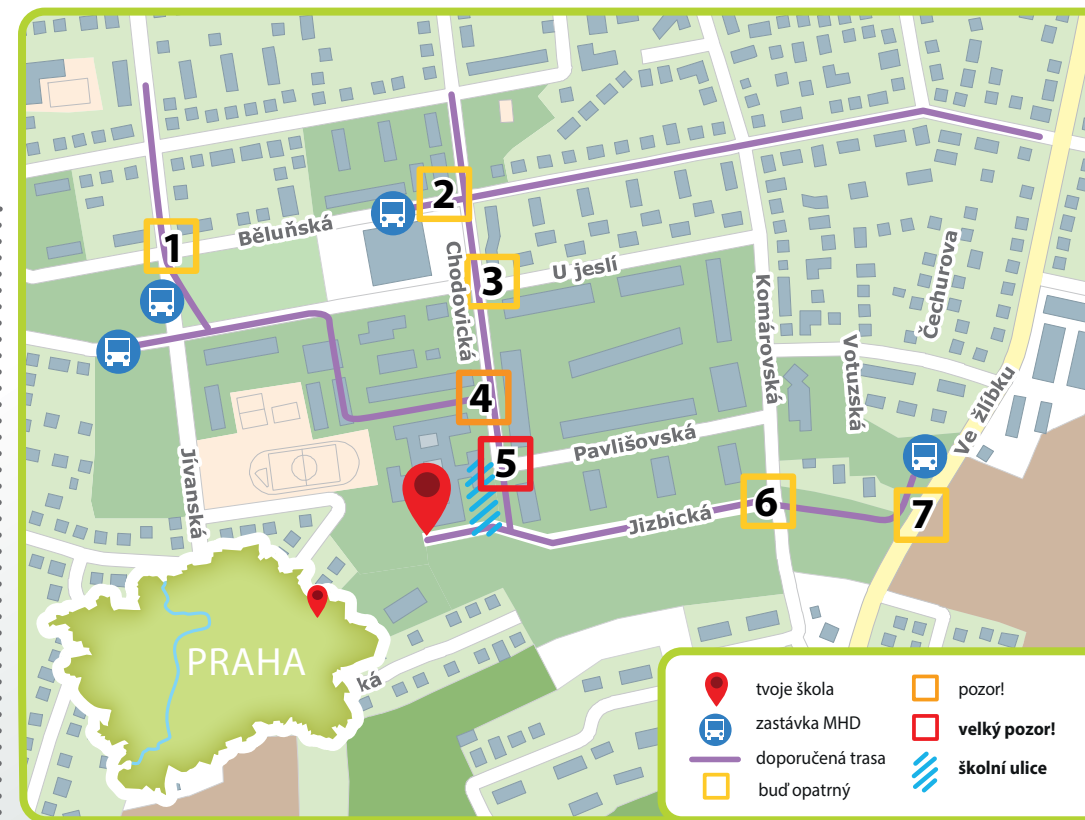 1
Běluňská
2
Chodovická
3
U jeslí
Komárovská
Čechurova
Votuzská
Ve žlíbku
4
5
Pavlišovská
Jívanská
Jizbická
6
7
PRAHA
ká
tvoje škola
zastávka MHD
doporučená trasa
buď opatrný
pozor!
velký pozor!
školní ulice